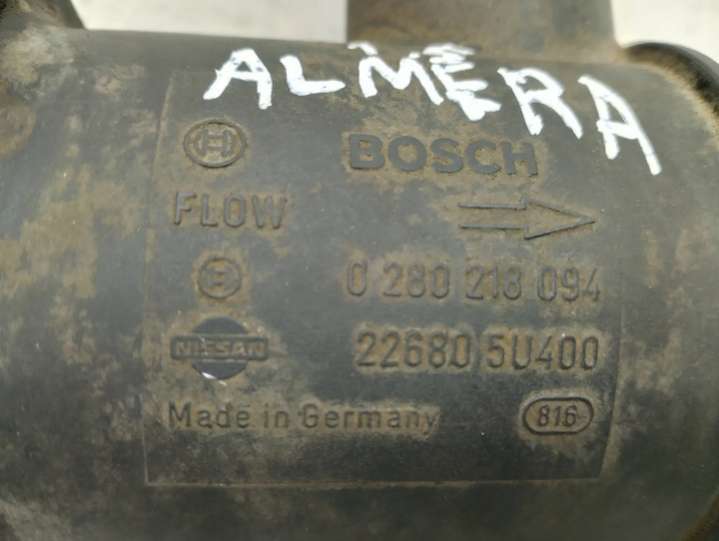 ALMERA
BOSCH
FLOW
0 280 218 094
NISSAN 22680 5U400
Made in Germany 816